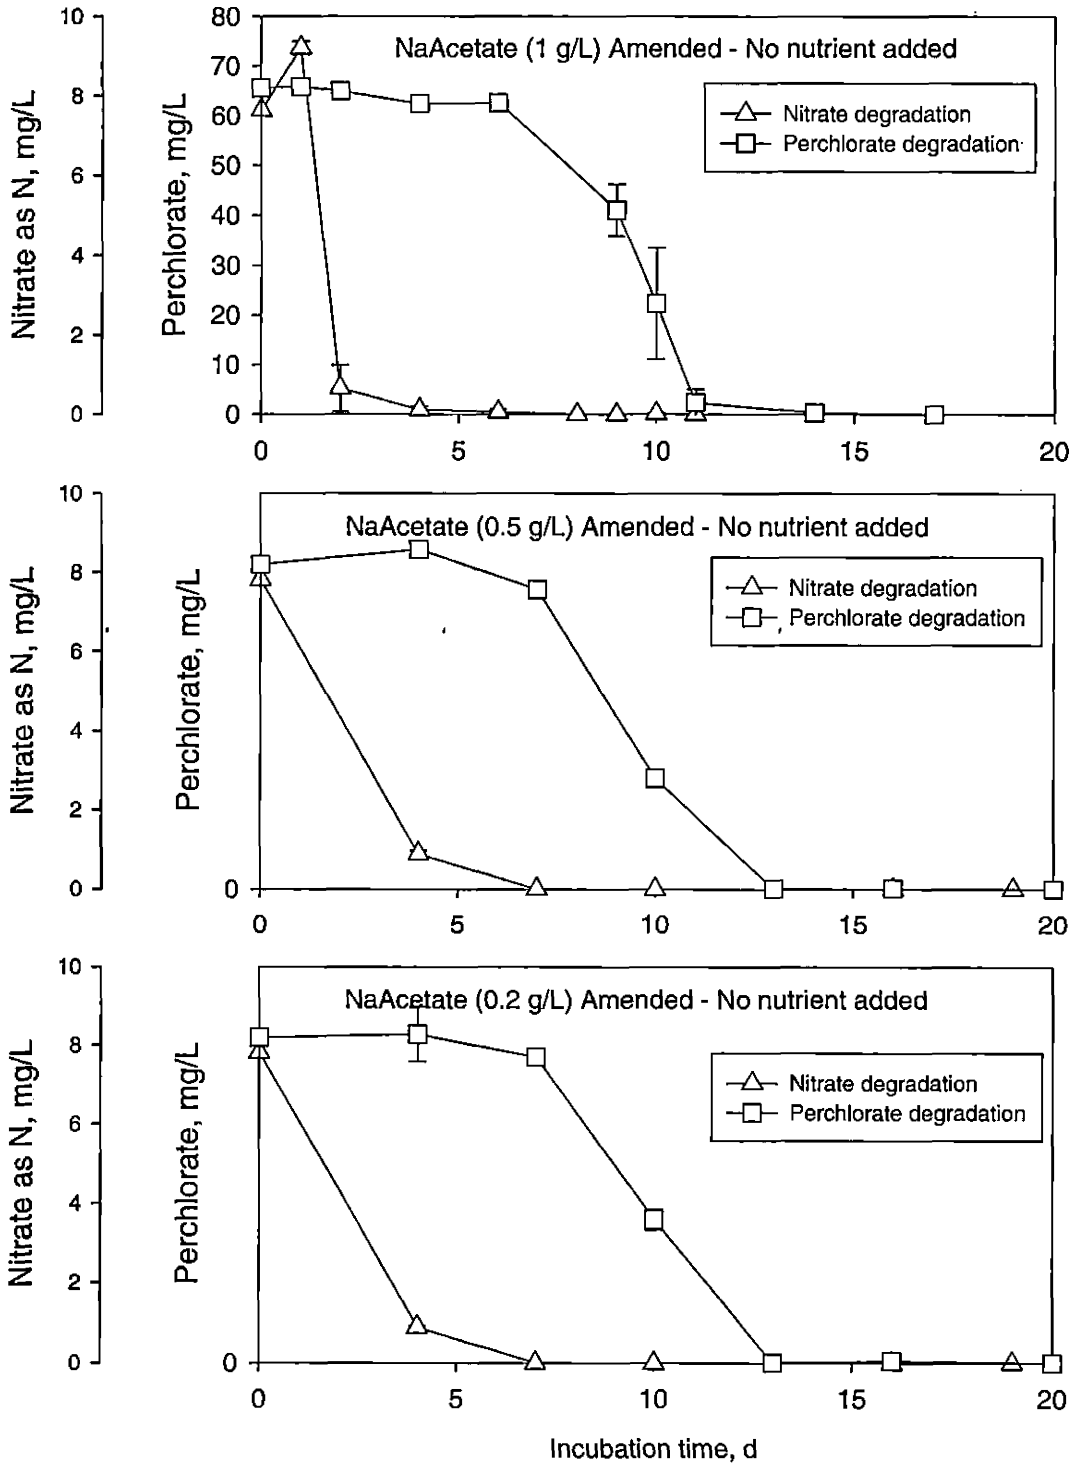 NaAcetate (1 g/L) Amended - No nutrient added
Nitrate degradation
Perchlorate degradation
Nitrate as N, mg/L
10
8
6
4
2
0
Perchlorate, mg/L
80
70
60
50
40
30
20
10
0
0 5 10 15 20
NaAcetate (0.5 g/L) Amended - No nutrient added
Nitrate degradation
Perchlorate degradation
Nitrate as N, mg/L
10
8
6
4
2
0
Perchlorate, mg/L
0
0 5 10 15 20
NaAcetate (0.2 g/L) Amended - No nutrient added
Nitrate degradation
Perchlorate degradation
Nitrate as N, mg/L
10
8
6
4
2
0
Perchlorate, mg/L
0
0 5 10 15 20
Incubation time, d